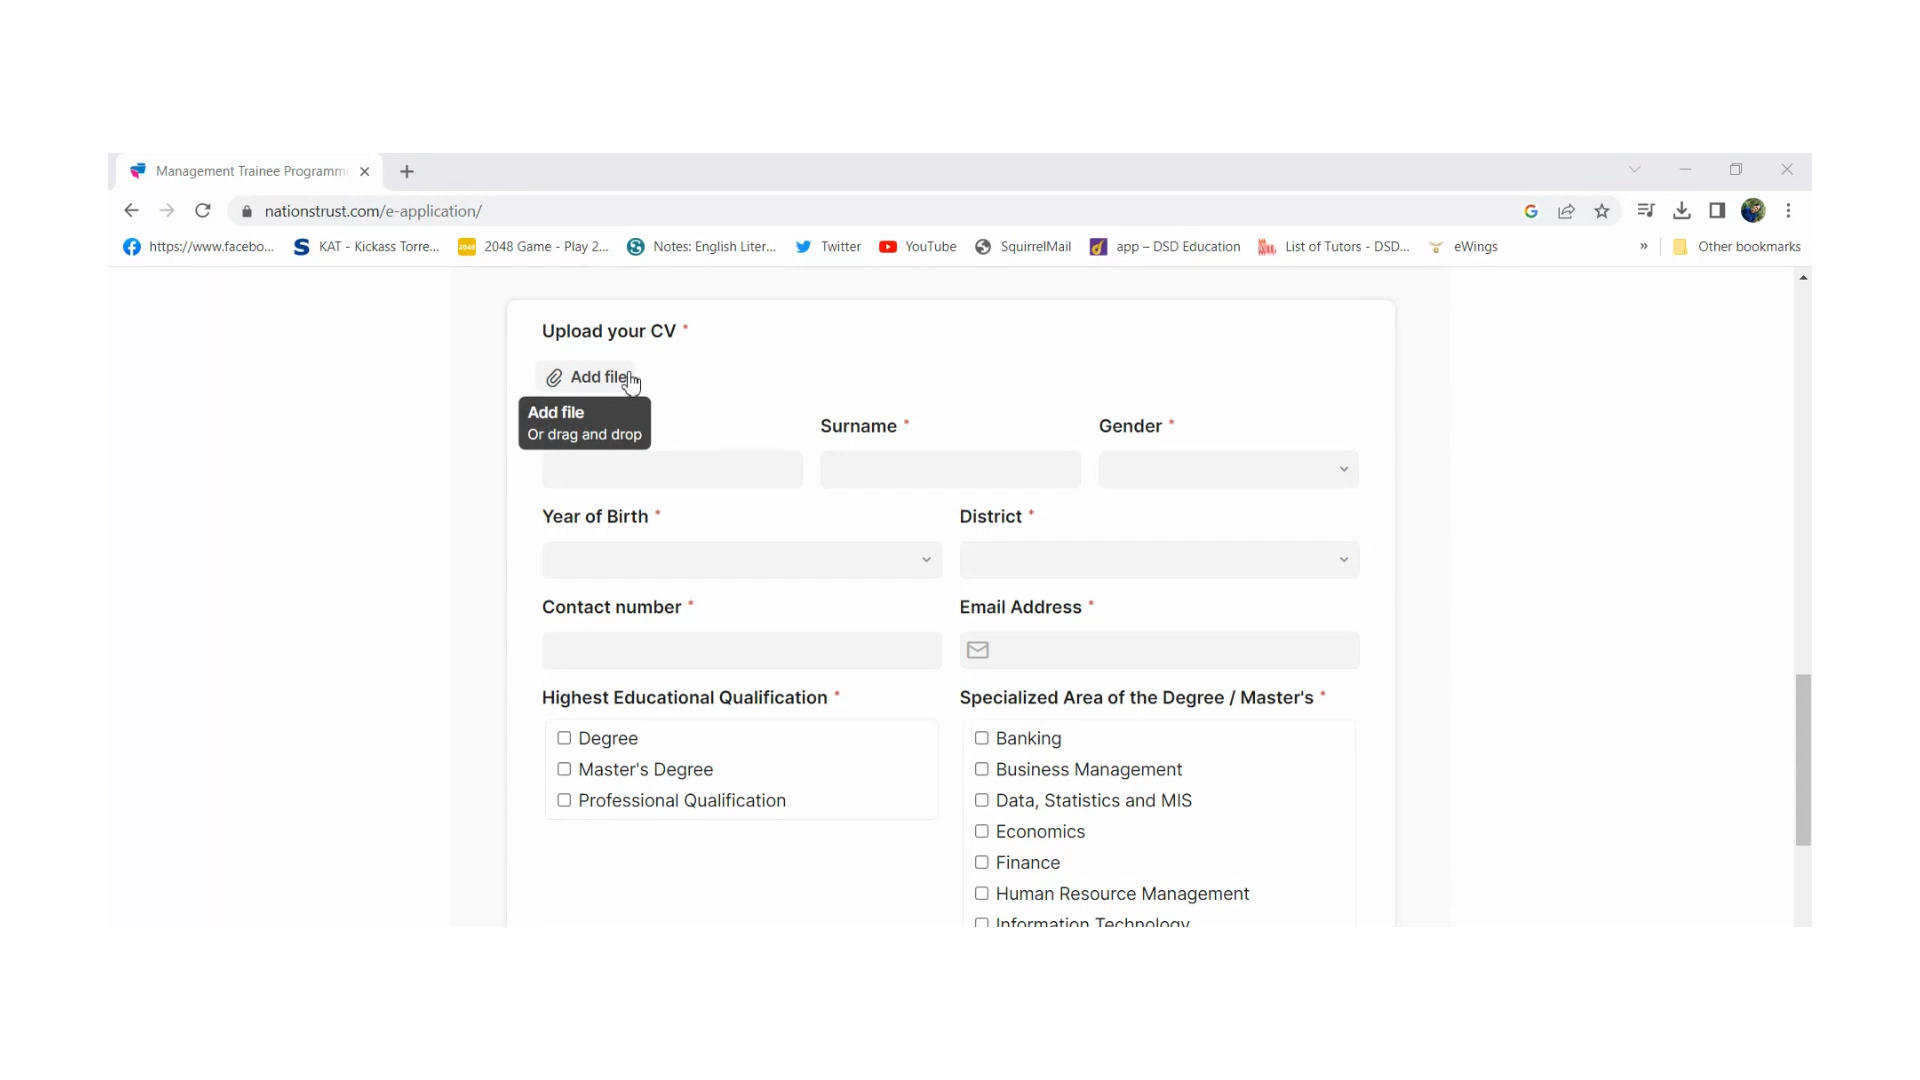 Management Trainee Programm
nationstrust.com/e-application/
https://www.facebo... KAT - Kickass Torre... 2048 2048 Game - Play 2... Notes: English Liter... Twitter YouTube SquirrelMail app – DSD Education List of Tutors - DSD... eWings » Other bookmarks
Upload your CV *
Add file
Add file
Or drag and drop
Surname * Gender *
Year of Birth * District *
Contact number * Email Address *
Highest Educational Qualification * Specialized Area of the Degree / Master's *
Degree Banking
Master's Degree Business Management
Professional Qualification Data, Statistics and MIS
Economics
Finance
Human Resource Management
Information Technology